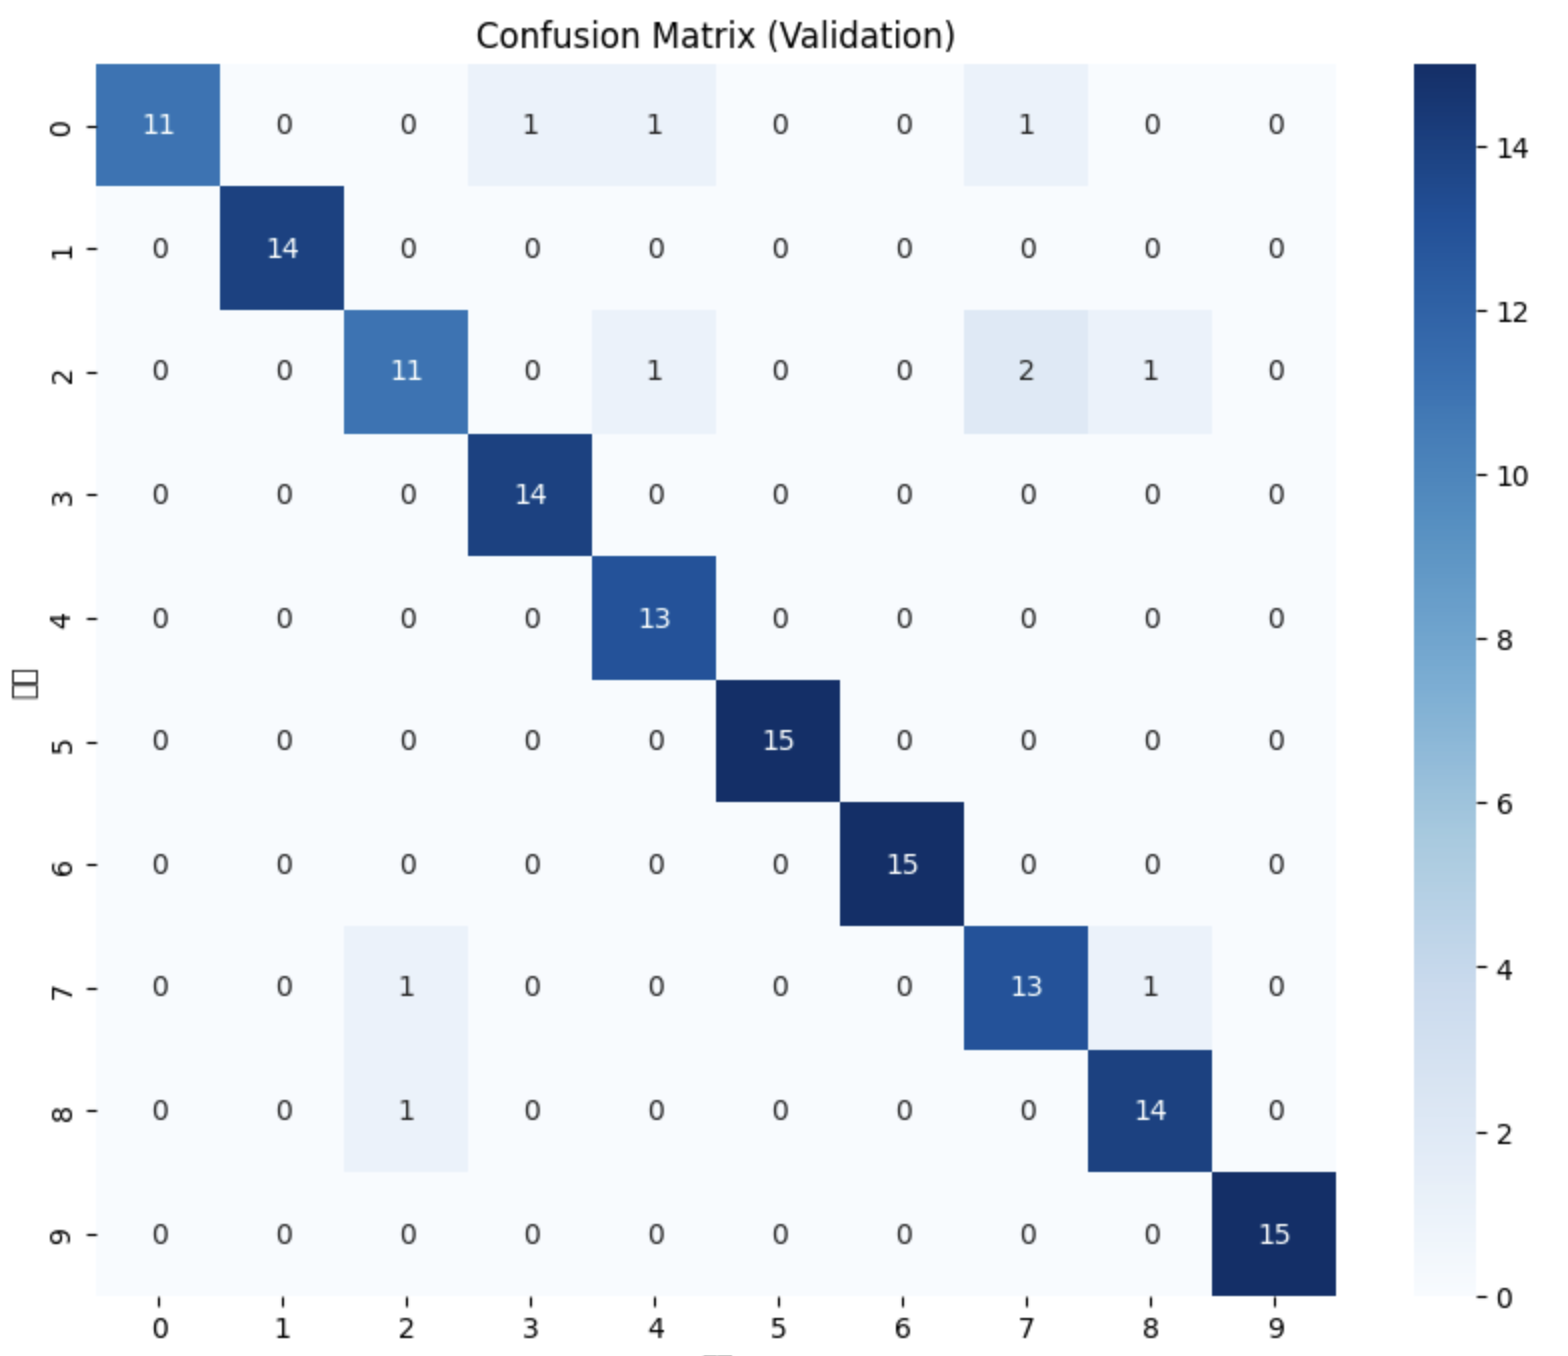 Confusion Matrix (Validation)
0 11 0 0 1 1 0 0 1 0 0
1 0 14 0 0 0 0 0 0 0 0
2 0 0 11 0 1 0 0 2 1 0
3 0 0 0 14 0 0 0 0 0 0
4 0 0 0 0 13 0 0 0 0 0
5 0 0 0 0 0 15 0 0 0 0
6 0 0 0 0 0 0 15 0 0 0
7 0 0 1 0 0 0 0 13 1 0
8 0 0 1 0 0 0 0 0 14 0
9 0 0 0 0 0 0 0 0 0 15
0 1 2 3 4 5 6 7 8 9
14
12
10
8
6
4
2
0